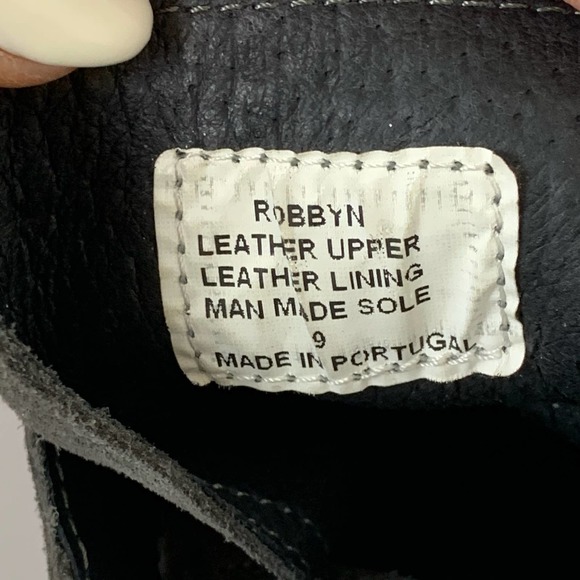 ROBBYN
LEATHER UPPER
LEATHER LINING
MAN MADE SOLE
9
MADE IN PORTUGAL